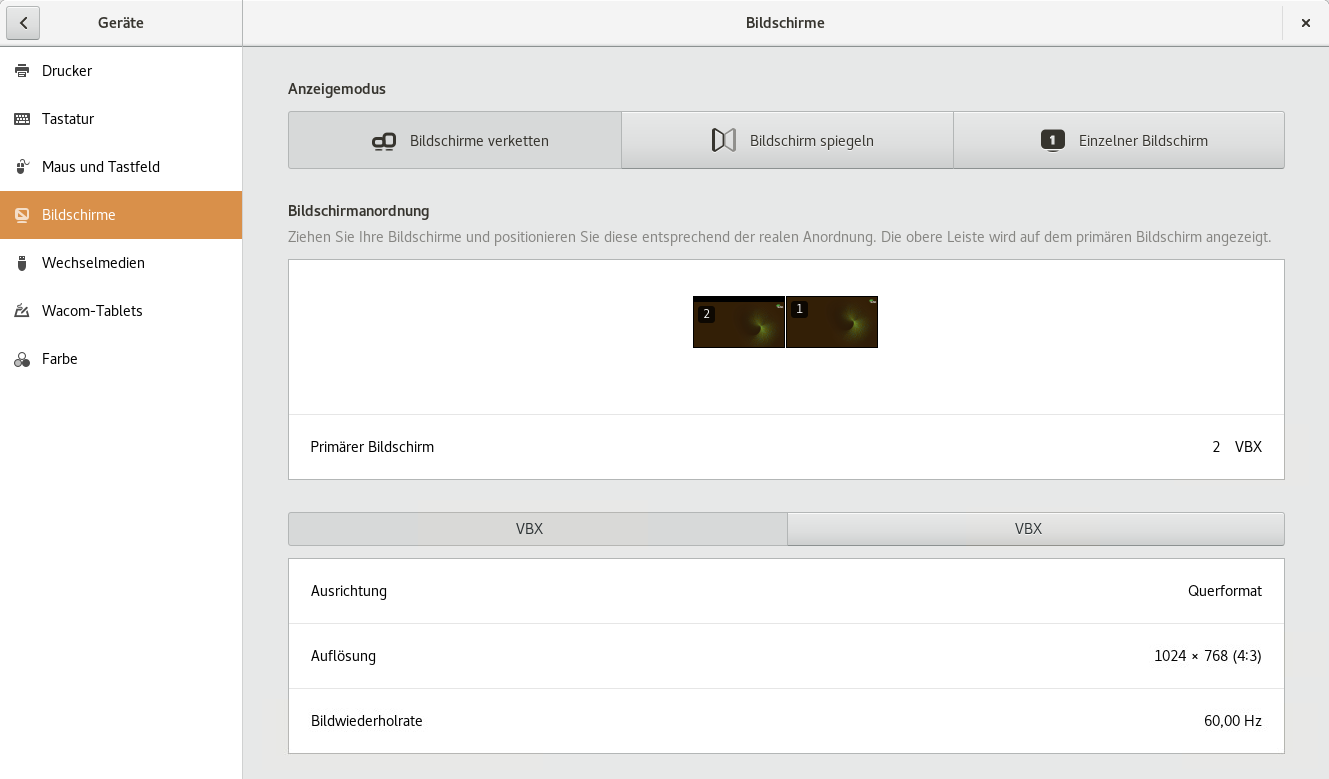 Geräte
Bildschirme
Drucker
Tastatur
Maus und Tastfeld
Bildschirme
Wechselmedien
Wacom-Tablets
Farbe
Anzeigemodus
Bildschirme verketten
Bildschirm spiegeln
1 Einzelner Bildschirm
Bildschirmanordnung
Ziehen Sie Ihre Bildschirme und positionieren Sie diese entsprechend der realen Anordnung. Die obere Leiste wird auf dem primären Bildschirm angezeigt.
2 1
Primärer Bildschirm 2 VBX
VBX VBX
Ausrichtung Querformat
Auflösung 1024 × 768 (4:3)
Bildwiederholrate 60,00 Hz